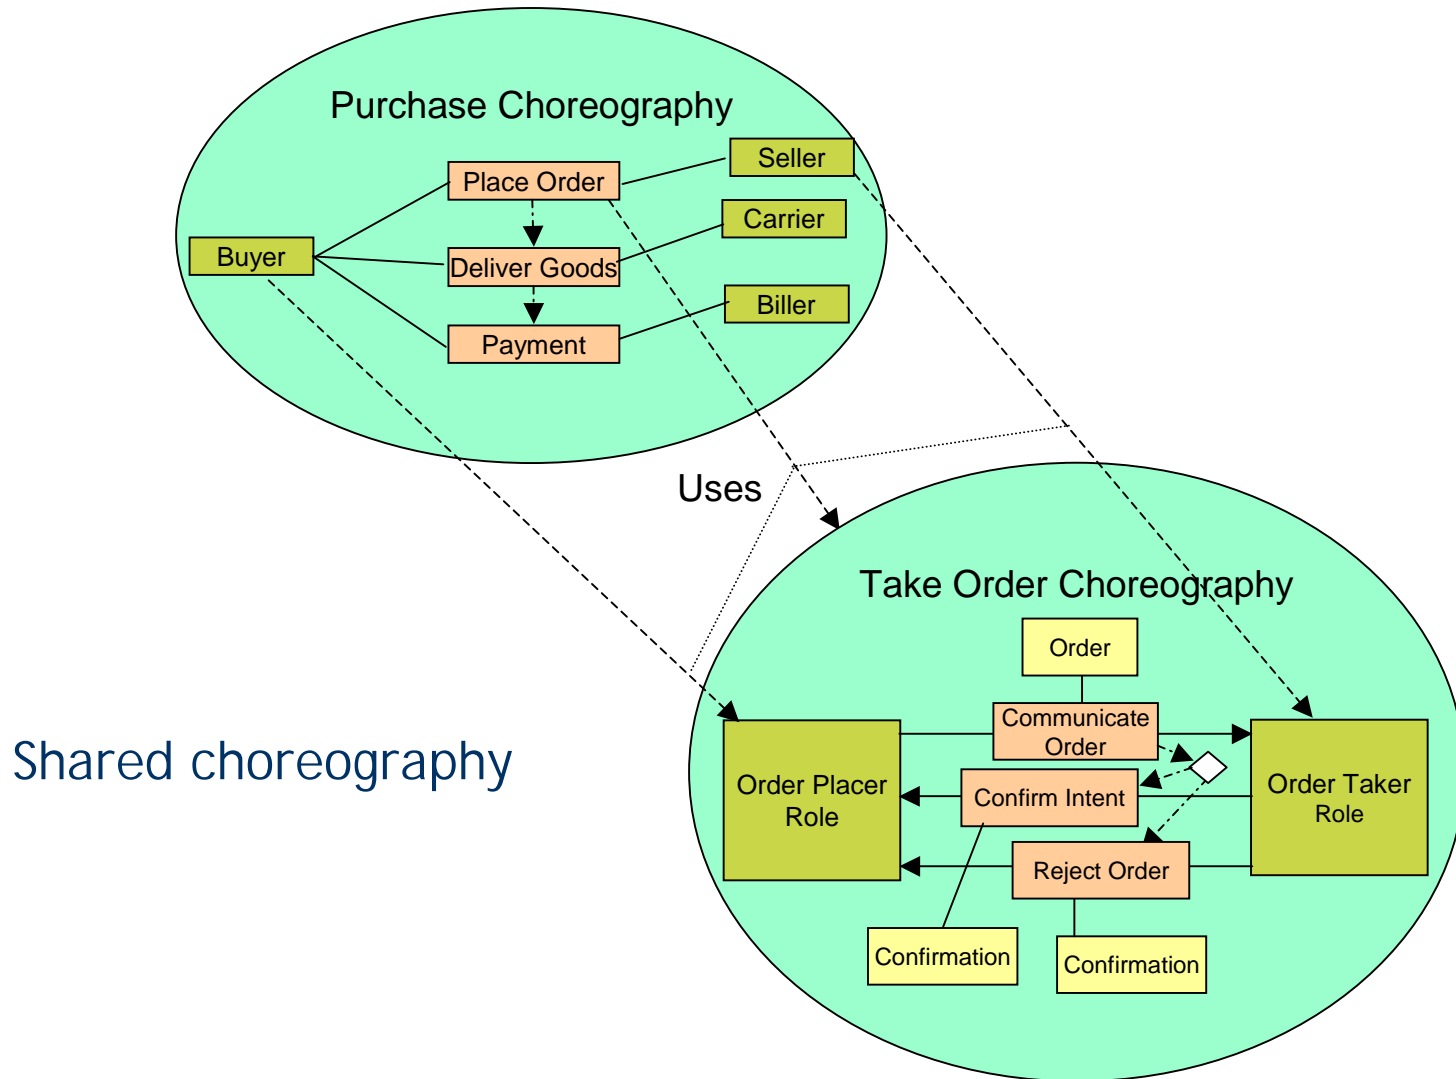 Purchase Choreography
Seller
Place Order
Carrier
Buyer
Deliver Goods
Biller
Payment
Uses
Take Order Choreography
Order
Communicate
Order
Shared choreography
Order Placer
Role
Confirm Intent
Order Taker
Role
Reject Order
Confirmation
Confirmation